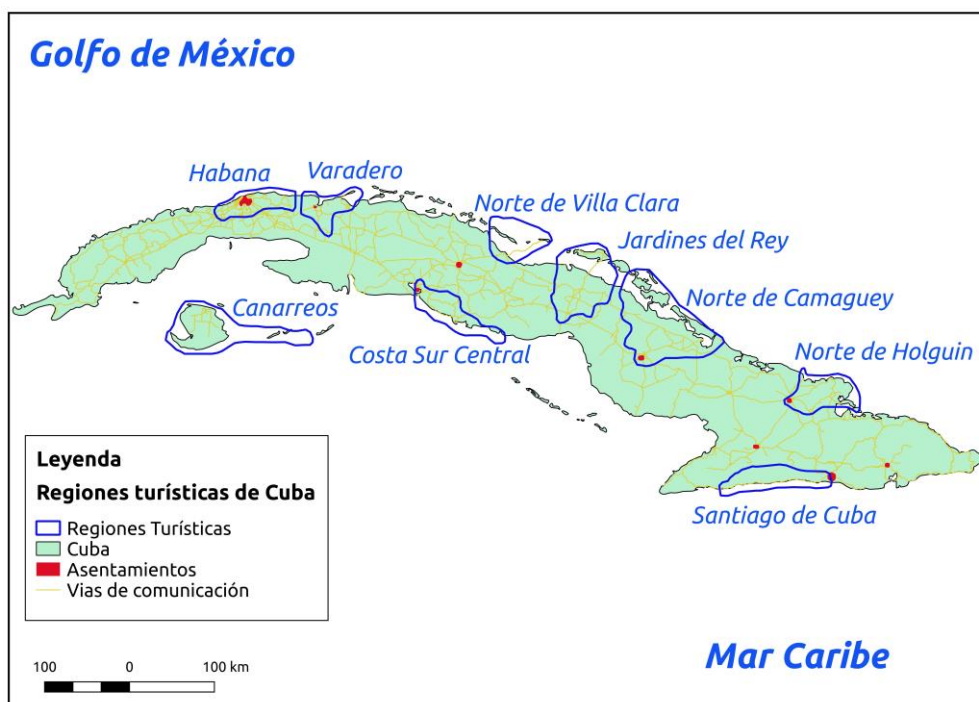 Golfo de México
Habana
Varadero
Norte de Villa Clara
Jardines del Rey
Canarreos
Norte de Camaguey
Costa Sur Central
Norte de Holguin
Leyenda
Regiones turísticas de Cuba
Regiones Turísticas
Cuba
Asentamientos
Vias de comunicación
Santiago de Cuba
Mar Caribe
100 0 100 km